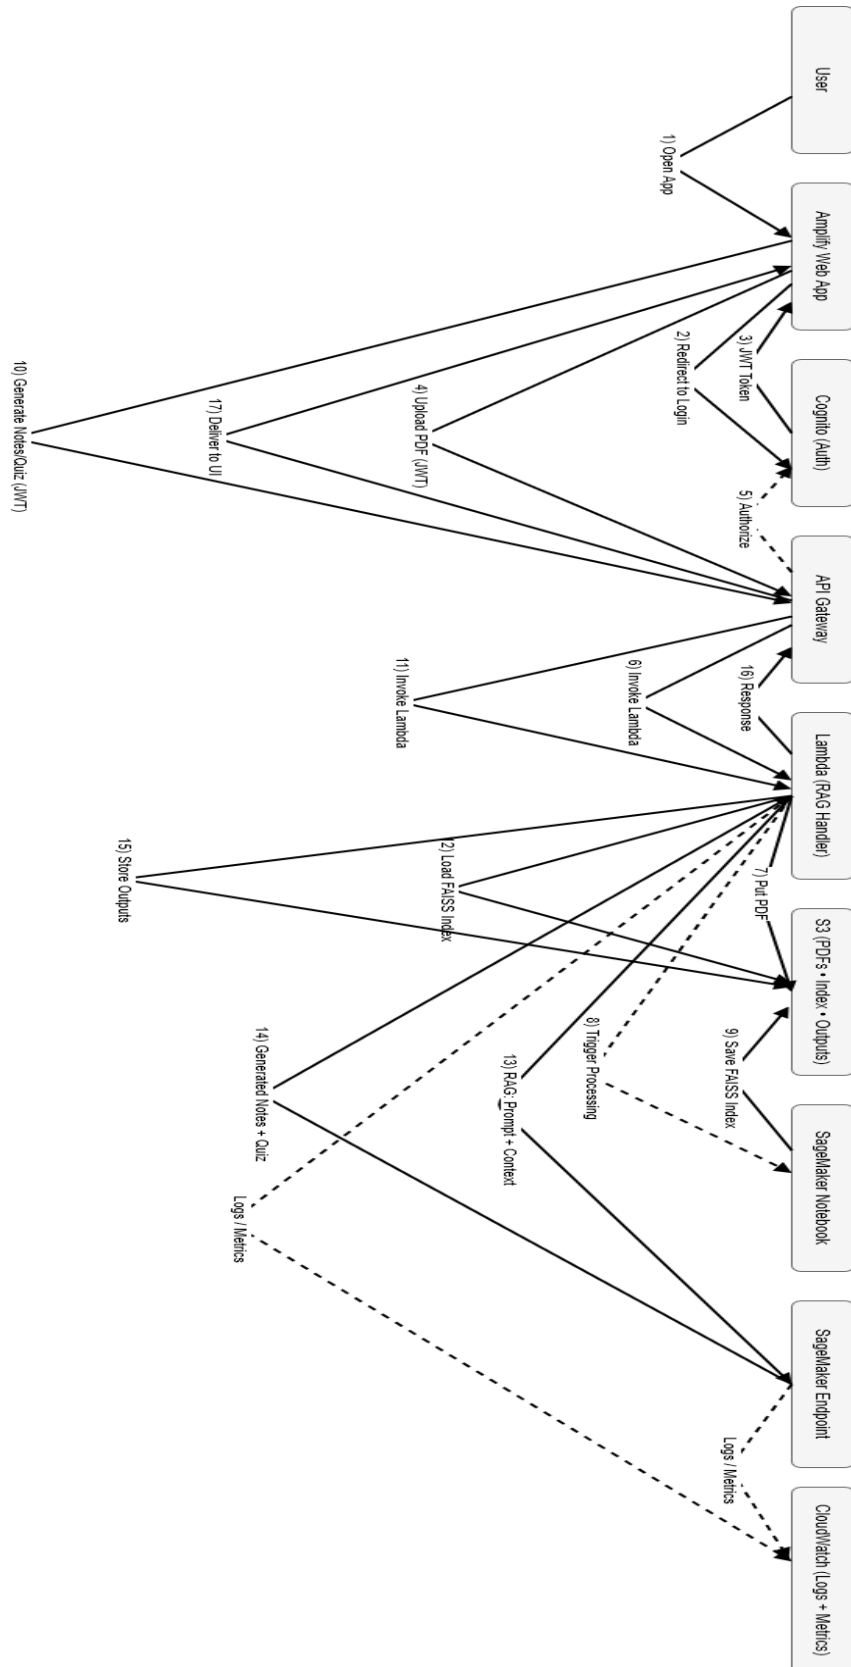 User
Amplify Web App
Cognito (Auth)
API Gateway
Lambda (RAG Handler)
S3 (PDFs • Index • Outputs)
SageMaker Notebook
SageMaker Endpoint
CloudWatch (Logs + Metrics)
1) Open App
2) Redirect to Login
3) JWT Token
4) Upload PDF (JWT)
5) Authorize
6) Invoke Lambda
7) Put PDF
8) Trigger Processing
9) Save FAISS Index
10) Generate Notes/Quiz (JWT)
11) Invoke Lambda
2) Load FAISS Index
13) RAG: Prompt + Context
14) Generated Notes + Quiz
15) Store Outputs
16) Response
17) Deliver to UI
Logs / Metrics
Logs / Metrics